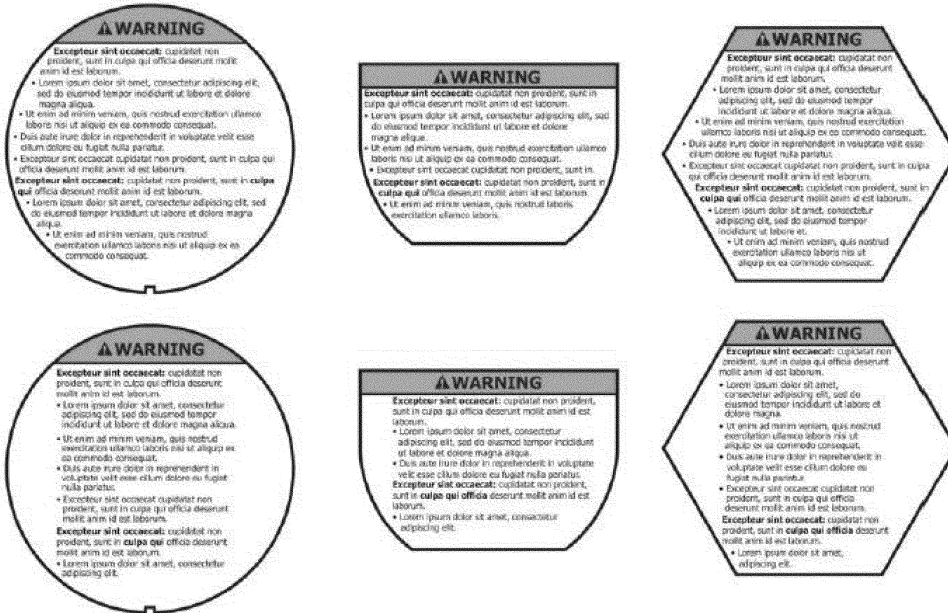 ⚠WARNING
Excepteur sint occaecat: cupidatat non
proident, sunt in culpa qui officia deserunt mollit
anim id est laborum.
• Lorem ipsum dolor sit amet, consectetur adipiscing elit,
sed do eiusmod tempor incididunt ut labore et dolore
magna aliqua.
• Ut enim ad minim veniam, quis nostrud exercitation ullamco
laboris nisi ut aliquip ex ea commodo consequat.
• Duis aute irure dolor in reprehenderit in voluptate velit esse
cillum dolore eu fugiat nulla pariatur.
• Excepteur sint occaecat cupidatat non proident, sunt in culpa qui
officia deserunt mollit anim id est laborum.
Excepteur sint occaecat: cupidatat non proident, sunt in culpa
qui officia deserunt mollit anim id est laborum.
• Lorem ipsum dolor sit amet, consectetur adipiscing elit, sed
do eiusmod tempor incididunt ut labore et dolore magna
aliqua.
• Ut enim ad minim veniam, quis nostrud
exercitation ullamco laboris nisi ut aliquip ex ea
commodo consequat.
⚠WARNING
Excepteur sint occaecat: cupidatat non proident, sunt in
culpa qui officia deserunt mollit anim id est laborum.
• Lorem ipsum dolor sit amet, consectetur adipiscing elit, sed
do eiusmod tempor incididunt ut labore et dolore
magna aliqua.
• Ut enim ad minim veniam, quis nostrud exercitation ullamco
laboris nisi ut aliquip ex ea commodo consequat.
• Excepteur sint occaecat cupidatat non proident, sunt in.
Excepteur sint occaecat: cupidatat non proident, sunt in
culpa qui officia deserunt mollit anim id est laborum.
• Ut enim ad minim veniam, quis nostrud
exercitation ullamco laboris.
⚠WARNING
Excepteur sint occaecat: cupidatat non
proident, sunt in culpa qui officia deserunt
mollit anim id est laborum.
• Lorem ipsum dolor sit amet, consectetur
adipiscing elit, sed do eiusmod tempor
incididunt ut labore et dolore magna aliqua.
• Ut enim ad minim veniam, quis nostrud exercitation
ullamco laboris nisi ut aliquip ex ea commodo consequat.
• Duis aute irure dolor in reprehenderit in voluptate velit esse
cillum dolore eu fugiat nulla pariatur.
• Excepteur sint occaecat cupidatat non proident, sunt in culpa
qui officia deserunt mollit anim id est laborum.
Excepteur sint occaecat: cupidatat non proident, sunt in
culpa qui officia deserunt mollit anim id est laborum.
• Lorem ipsum dolor sit amet, consectetur
adipiscing elit, sed do eiusmod tempor
incididunt ut labore et.
• Ut enim ad minim veniam, quis nostrud
exercitation ullamco laboris nisi ut
aliquip ex ea commodo consequat.
⚠WARNING
Excepteur sint occaecat: cupidatat non
proident, sunt in culpa qui officia deserunt
mollit anim id est laborum.
• Lorem ipsum dolor sit amet, consectetur
adipiscing elit, sed do eiusmod tempor
incididunt ut labore et dolore magna aliqua.
• Ut enim ad minim veniam, quis nostrud
exercitation ullamco laboris nisi ut aliquip ex
ea commodo consequat.
• Duis aute irure dolor in reprehenderit in
voluptate velit esse cillum dolore eu fugiat
nulla pariatur.
• Excepteur sint occaecat cupidatat non
proident, sunt in culpa qui officia deserunt
mollit anim id est laborum.
Excepteur sint occaecat: cupidatat non
proident, sunt in culpa qui officia deserunt
mollit anim id est laborum.
• Lorem ipsum dolor sit amet, consectetur
adipiscing elit.
⚠WARNING
Excepteur sint occaecat: cupidatat non proident,
sunt in culpa qui officia deserunt mollit anim id est
laborum.
• Lorem ipsum dolor sit amet, consectetur
adipiscing elit, sed do eiusmod tempor incididunt
ut labore et dolore magna aliqua.
• Duis aute irure dolor in reprehenderit in voluptate
velit esse cillum dolore eu fugiat nulla pariatur.
Excepteur sint occaecat: cupidatat non proident,
sunt in culpa qui officia deserunt mollit anim id est
laborum.
• Lorem ipsum dolor sit amet, consectetur
adipiscing elit.
⚠WARNING
Excepteur sint occaecat: cupidatat non
proident, sunt in culpa qui officia deserunt
mollit anim id est laborum.
• Lorem ipsum dolor sit amet,
consectetur adipiscing elit, sed do
eiusmod tempor incididunt ut labore et
dolore magna.
• Ut enim ad minim veniam, quis nostrud
exercitation ullamco laboris nisi ut
aliquip ex ea commodo consequat.
• Duis aute irure dolor in reprehenderit in
voluptate velit esse cillum dolore eu
fugiat nulla pariatur
• Excepteur sint occaecat cupidatat non
proident, sunt in culpa qui officia
deserunt mollit anim id est laborum.
Excepteur sint occaecat: cupidatat non
proident, sunt in culpa qui officia deserunt
mollit anim id est laborum.
• Lorem ipsum dolor sit amet,
adipiscing elit.